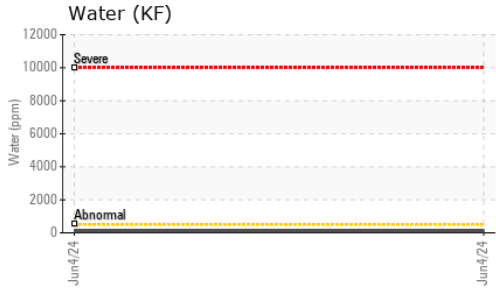 Water (KF)
12000
Severe
10000
8000
Water (ppm)
6000
4000
2000
Abnormal
0
Jun4/24
Jun4/24